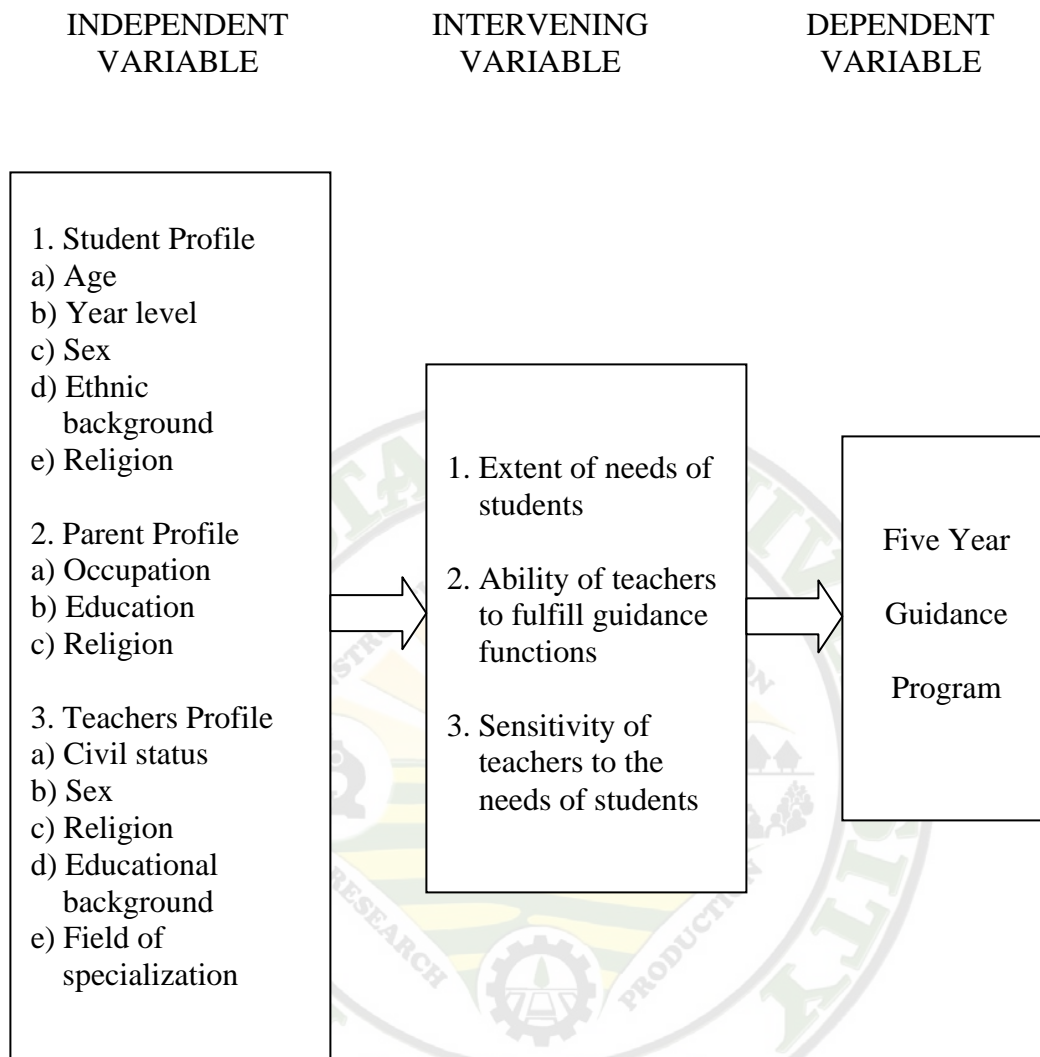 INDEPENDENT
VARIABLE
INTERVENING
VARIABLE
DEPENDENT
VARIABLE
1. Student Profile
a) Age
b) Year level
c) Sex
d) Ethnic
background
e) Religion
2. Parent Profile
a) Occupation
b) Education
c) Religion
3. Teachers Profile
a) Civil status
b) Sex
c) Religion
d) Educational
background
e) Field of
specialization
1. Extent of needs of
students
2. Ability of teachers
to fulfill guidance
functions
3. Sensitivity of
teachers to the
needs of students
Five Year
Guidance
Program
RESEARCH
PRODUCTION